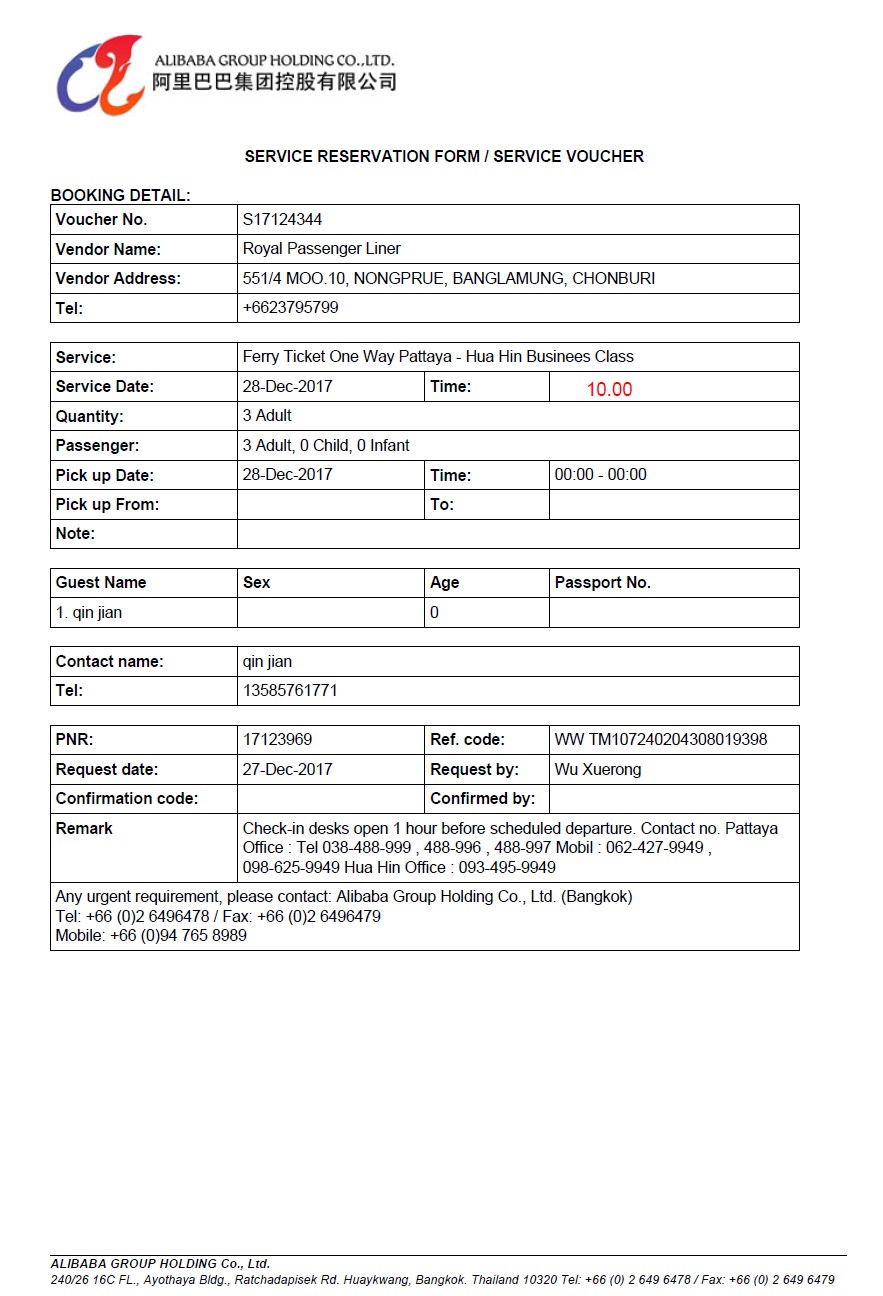 ALIBABA GROUP HOLDING CO.,LTD.
阿里巴巴集团控股有限公司
SERVICE RESERVATION FORM / SERVICE VOUCHER
BOOKING DETAIL:
Voucher No. S17124344
Vendor Name: Royal Passenger Liner
Vendor Address: 551/4 MOO.10, NONGPRUE, BANGLAMUNG, CHONBURI
Tel: +6623795799
Service: Ferry Ticket One Way Pattaya - Hua Hin Businees Class
Service Date: 28-Dec-2017 Time: 10.00
Quantity: 3 Adult
Passenger: 3 Adult, 0 Child, 0 Infant
Pick up Date: 28-Dec-2017 Time: 00:00 - 00:00
Pick up From: To:
Note:
Guest Name Sex Age Passport No.
1. qin jian 0
Contact name: qin jian
Tel: 13585761771
PNR: 17123969 Ref. code: WW TM107240204308019398
Request date: 27-Dec-2017 Request by: Wu Xuerong
Confirmation code: Confirmed by:
Remark Check-in desks open 1 hour before scheduled departure. Contact no. Pattaya
Office : Tel 038-488-999 , 488-996 , 488-997 Mobil : 062-427-9949 ,
098-625-9949 Hua Hin Office : 093-495-9949
Any urgent requirement, please contact: Alibaba Group Holding Co., Ltd. (Bangkok)
Tel: +66 (0)2 6496478 / Fax: +66 (0)2 6496479
Mobile: +66 (0)94 765 8989
ALIBABA GROUP HOLDING Co., Ltd.
240/26 16C FL., Ayothaya Bldg., Ratchadapisek Rd. Huaykwang, Bangkok. Thailand 10320 Tel: +66 (0) 2 649 6478 / Fax: +66 (0) 2 649 6479